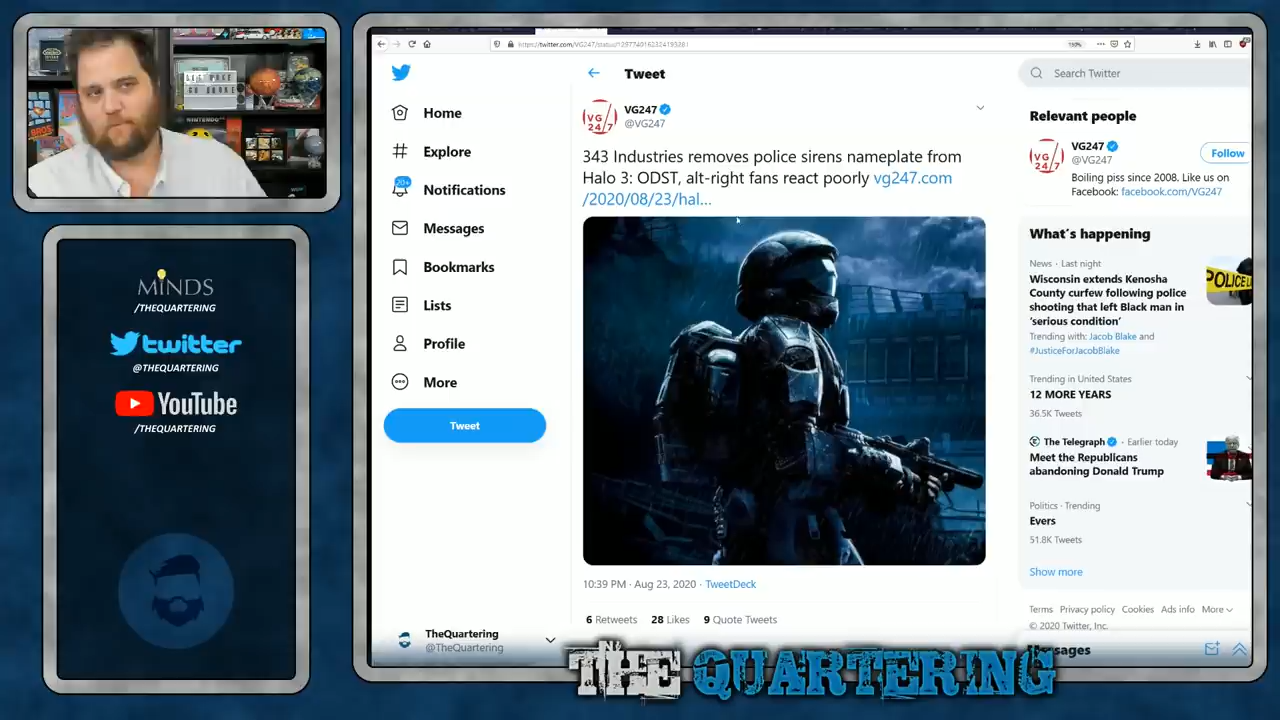 MINDS
/THEQUARTERING
twitter
@THEQUARTERING
YouTube
/THEQUARTERING
Home
Explore
20+
Notifications
Messages
Bookmarks
Lists
Profile
More
Tweet
TheQuartering
@TheQuartering
Tweet
VG247
@VG247
343 Industries removes police sirens nameplate from
Halo 3: ODST, alt-right fans react poorly vg247.com
/2020/08/23/hal…
10:39 PM · Aug 23, 2020 · TweetDeck
6 Retweets 28 Likes 9 Quote Tweets
Search Twitter
Relevant people
VG
24/7
VG247
@VG247
Follow
Boiling piss since 2008. Like us on
Facebook: facebook.com/VG247
What's happening
News · Last night
Wisconsin extends Kenosha
County curfew following police
shooting that left Black man in
'serious condition'
Trending with: Jacob Blake and
#JusticeForJacobBlake
Trending in United States
12 MORE YEARS
36.5K Tweets
The Telegraph · Earlier today
Meet the Republicans
abandoning Donald Trump
Politics · Trending
Evers
51.8K Tweets
Show more
Terms Privacy policy Cookies Ads info More
© 2020 Twitter, Inc.
Messages
THE QUARTERING